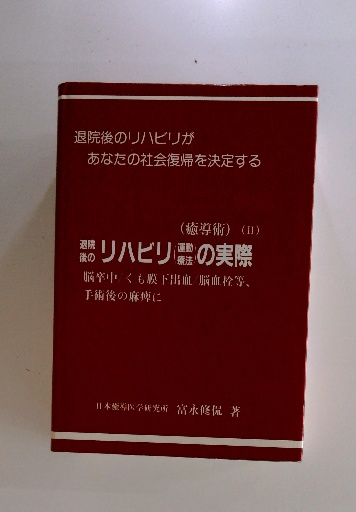 退院後のリハビリが
あなたの社会復帰を決定する
(癒導術) (II)
退院後の リハビリ(運動療法)の実際
脳卒中(くも膜下出血 脳血栓等、
手術後の麻痺に
日本癒導医学研究所 富永修侃 著